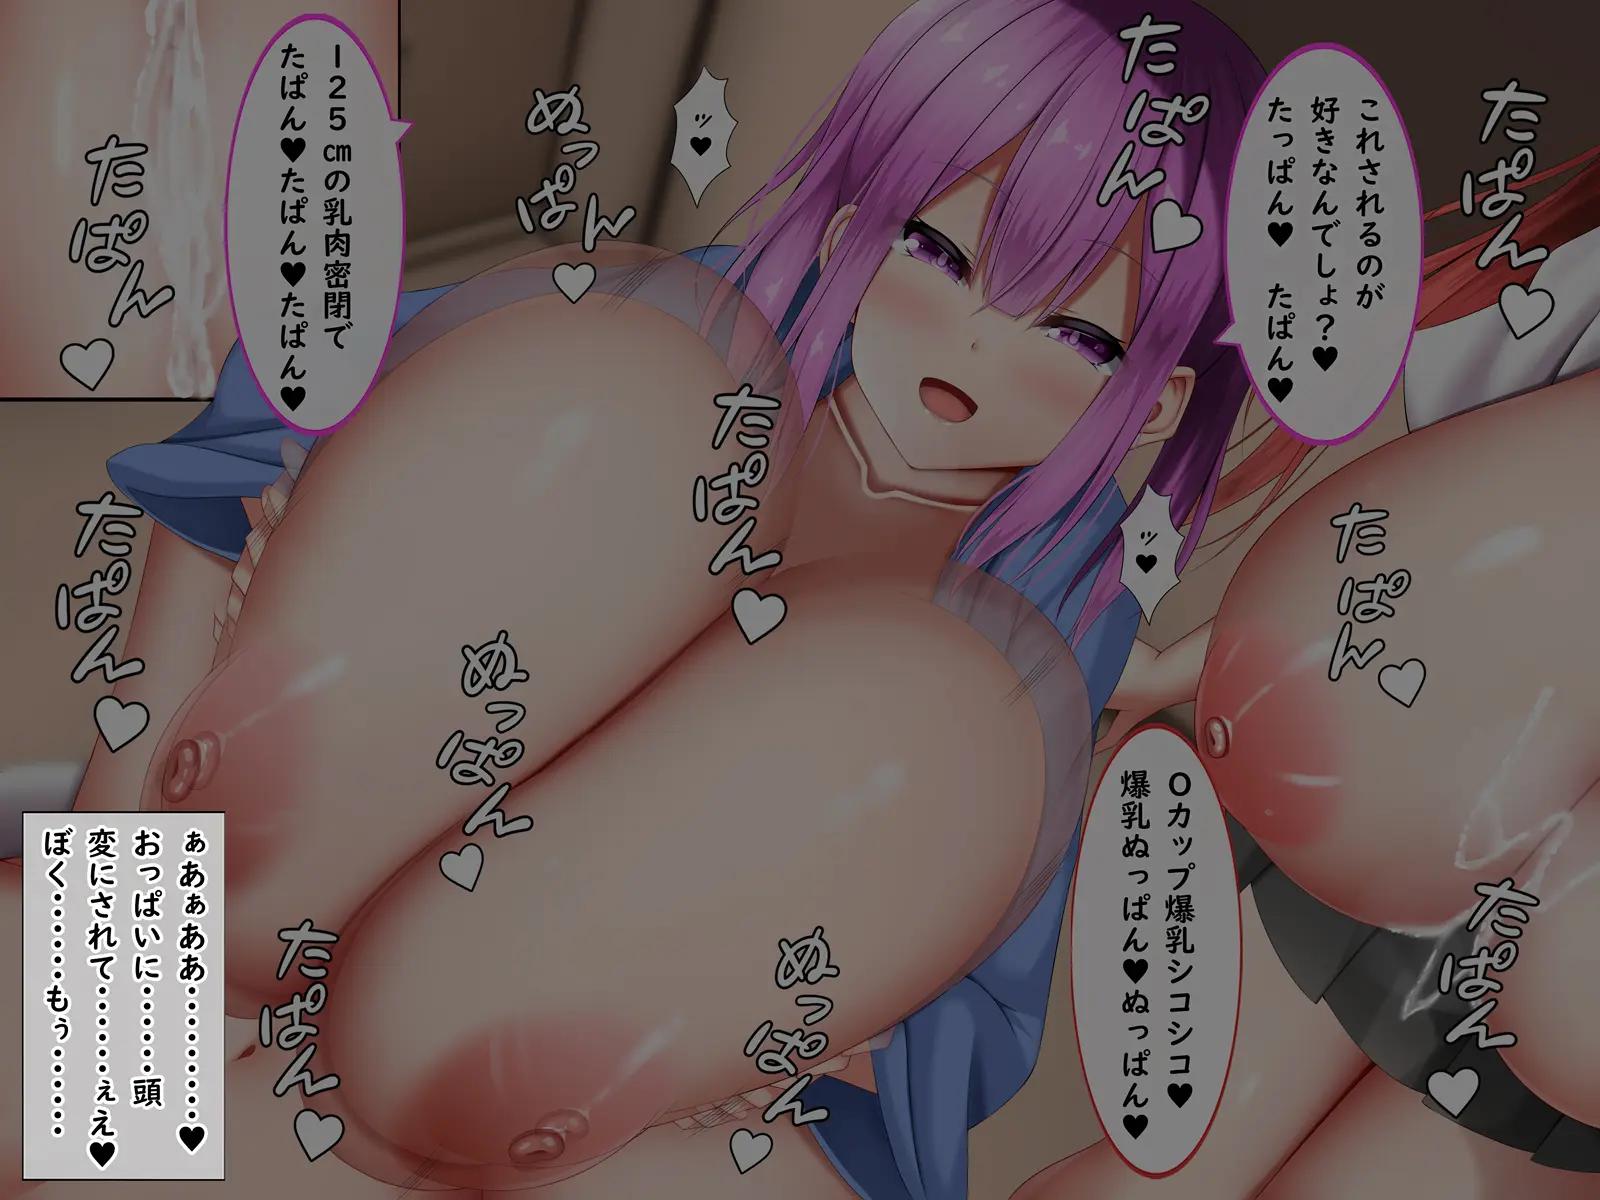 これされるのが
好きなんでしょ?♥
たっぱん♥ たぱん♥
125㎝の乳肉密閉で
たぱん♥たぱん♥たぱん♥
Oカップ爆乳シコシコ♥
爆乳ぬっぱん♥ぬっぱん♥
ぁあぁああ・・・・・・・・・・♥
おっぱいに・・・・・・頭
変にされて・・・・・・ぇえ♥
ぼく・・・・・・もぅ・・・・・・
たぱん♡
たぱん♡
ッ♥
ぬっぱん♡
たぱん♡
たぱん♡
ッ♥
たぱん♡
ぬっぱん♡
たぱん♡
たぱん♡
ぬっぱん♡
たぱん♡